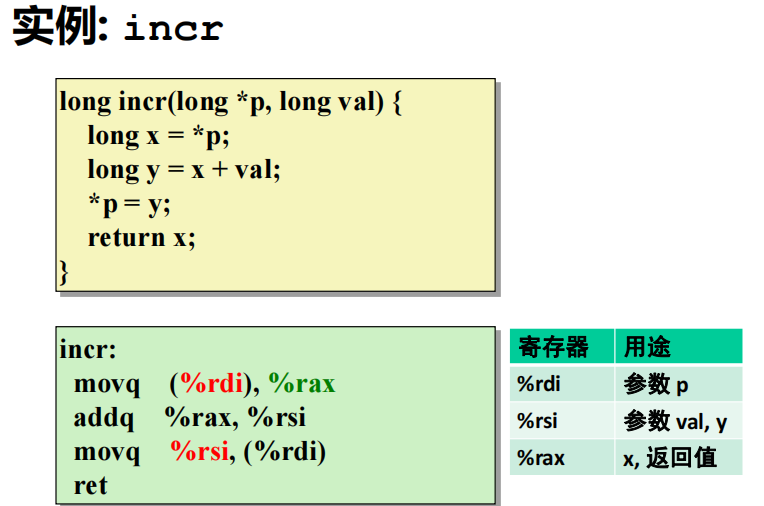 实例: incr
long incr(long *p, long val) {
long x = *p;
long y = x + val;
*p = y;
return x;
}
incr:
movq (%rdi), %rax
addq %rax, %rsi
movq %rsi, (%rdi)
ret
寄存器 用途
%rdi 参数 p
%rsi 参数 val, y
%rax x, 返回值